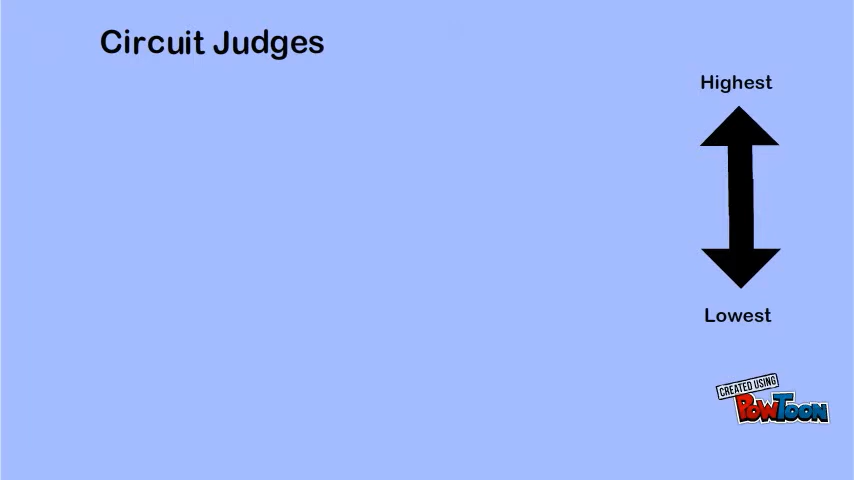 Circuit Judges
Highest
Lowest
CREATED USING
POWTOON